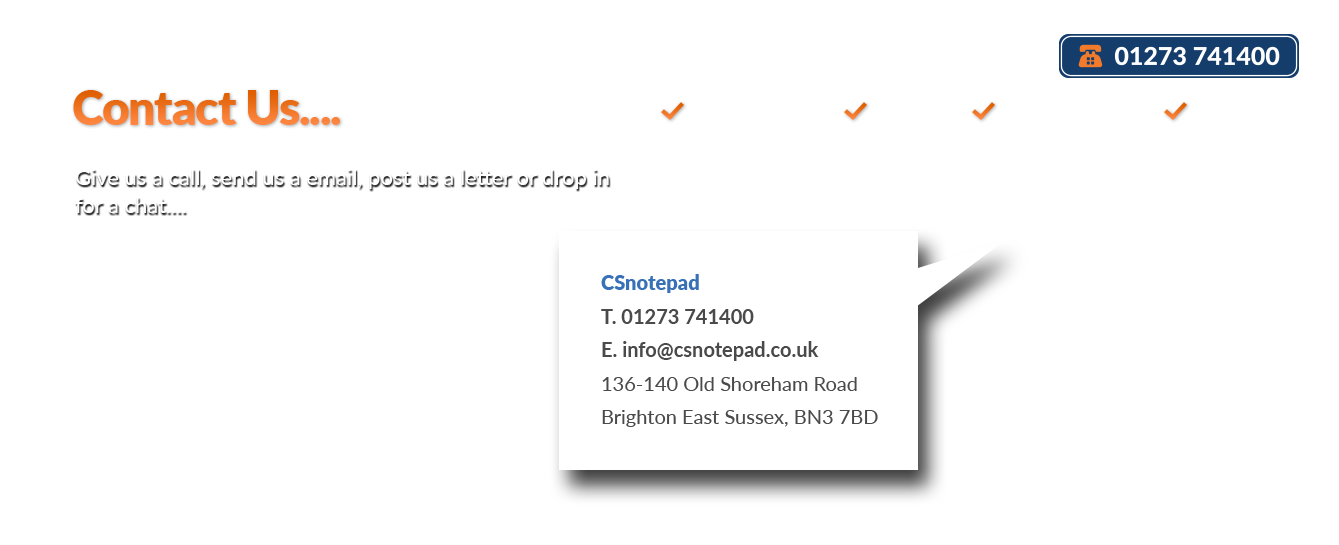 01273 741400
Contact Us....
Give us a call, send us a email, post us a letter or drop in
for a chat....
CSnotepad
T. 01273 741400
E. info@csnotepad.co.uk
136-140 Old Shoreham Road
Brighton East Sussex, BN3 7BD